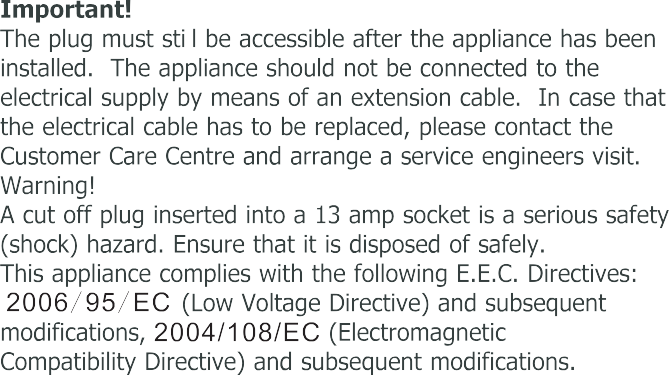 Important!
The plug must sti l be accessible after the appliance has been
installed.  The appliance should not be connected to the
electrical supply by means of an extension cable.  In case that
the electrical cable has to be replaced, please contact the
Customer Care Centre and arrange a service engineers visit.
Warning!
A cut off plug inserted into a 13 amp socket is a serious safety
(shock) hazard. Ensure that it is disposed of safely.
This appliance complies with the following E.E.C. Directives:
2006/95/EC (Low Voltage Directive) and subsequent
modifications, 2004/108/EC (Electromagnetic
Compatibility Directive) and subsequent modifications.